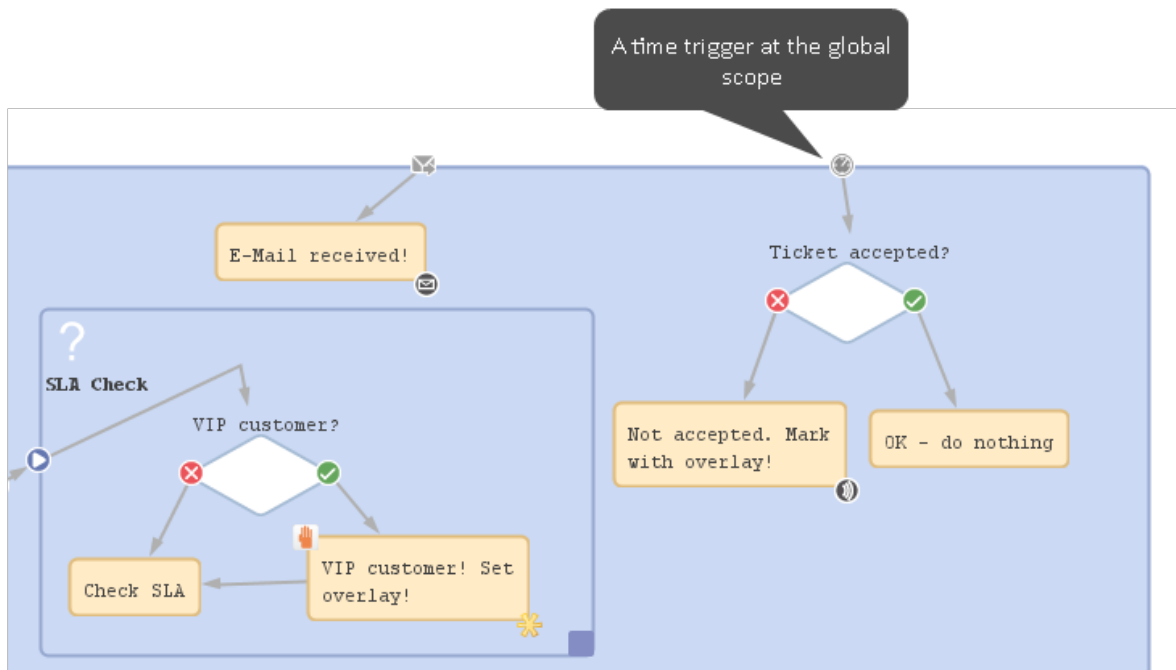 A time trigger at the global
scope
E-Mail received!
Ticket accepted?
?
SLA Check
VIP customer?
Not accepted. Mark
with overlay!
OK - do nothing
Check SLA
VIP customer! Set
overlay!